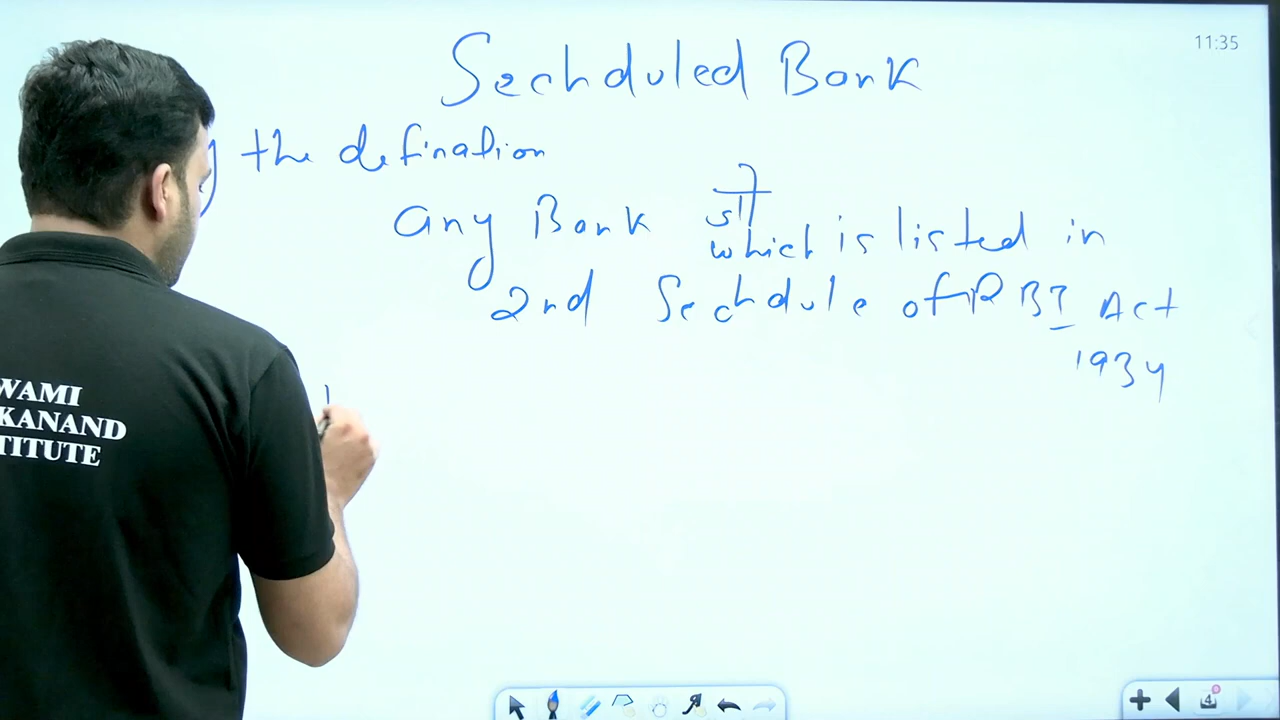 11:35
Sechduled Bank
the defination
any Bank
which is listed in
2nd Sechdule of RBI Act
1934
WAMI
KANAND
TITUTE
4